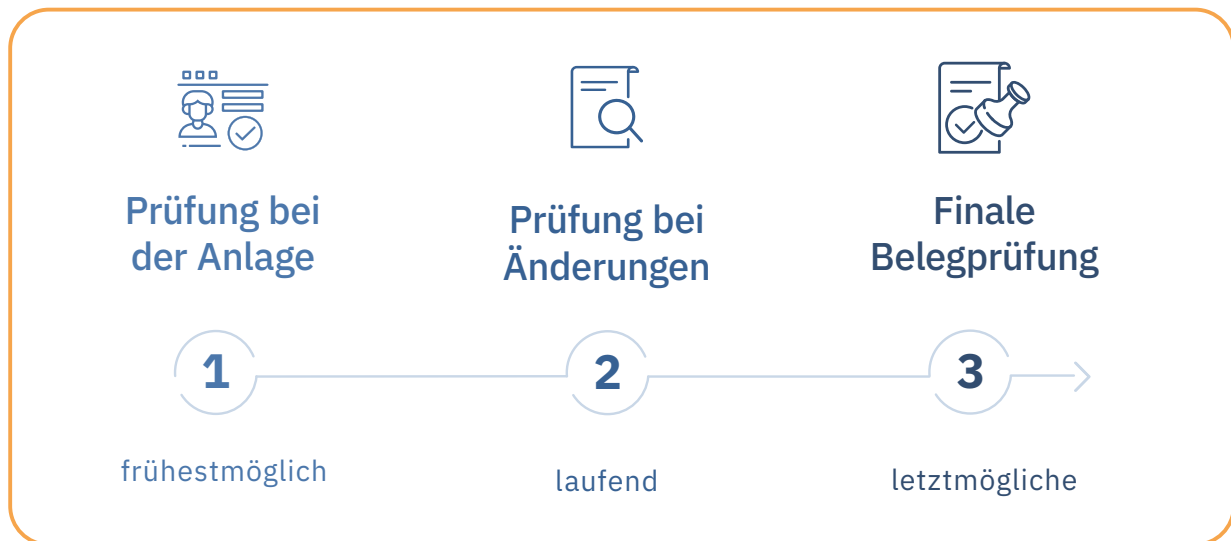 Prüfung bei
der Anlage
Prüfung bei
Änderungen
Finale
Belegprüfung
1
2
3
frühestmöglich
laufend
letztmögliche